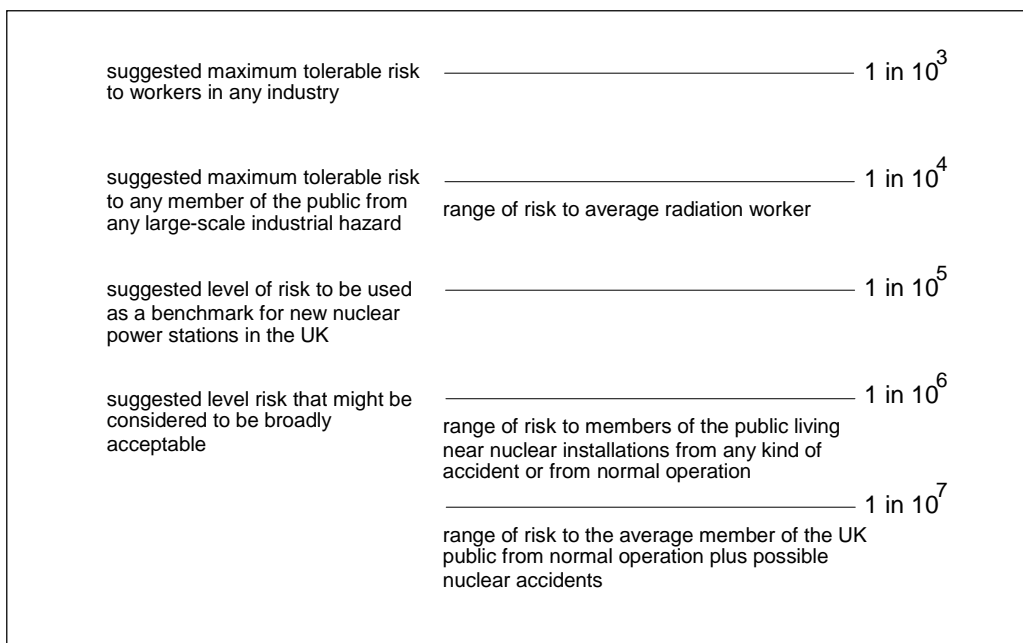 suggested maximum tolerable risk
to workers in any industry
1 in 10³
suggested maximum tolerable risk
to any member of the public from
any large-scale industrial hazard
1 in 10⁴
range of risk to average radiation worker
suggested level of risk to be used
as a benchmark for new nuclear
power stations in the UK
1 in 10⁵
suggested level risk that might be
considered to be broadly
acceptable
1 in 10⁶
range of risk to members of the public living
near nuclear installations from any kind of
accident or from normal operation
1 in 10⁷
range of risk to the average member of the UK
public from normal operation plus possible
nuclear accidents